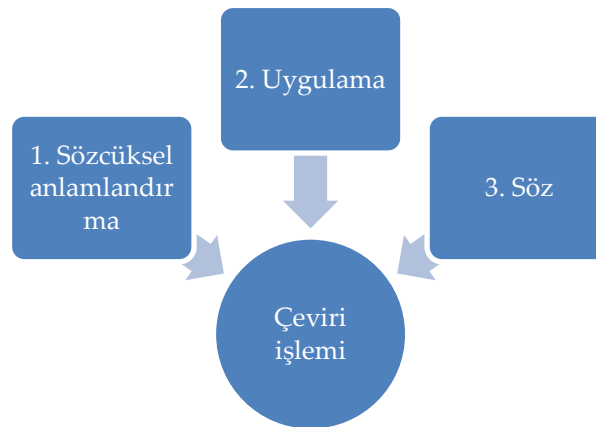 1. Sözcüksel
anlamlandır
ma
2. Uygulama
3. Söz
Çeviri
işlemi